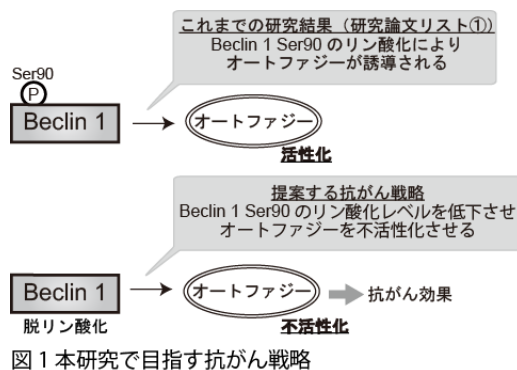 これまでの研究結果（研究論文リスト①）
Beclin 1 Ser90 のリン酸化により
オートファジーが誘導される
Ser90
P
Beclin 1
オートファジー
活性化
提案する抗がん戦略
Beclin 1 Ser90 のリン酸化レベルを低下させ
オートファジーを不活性化させる
Beclin 1
オートファジー
抗がん効果
脱リン酸化
不活性化
図 1 本研究で目指す抗がん戦略